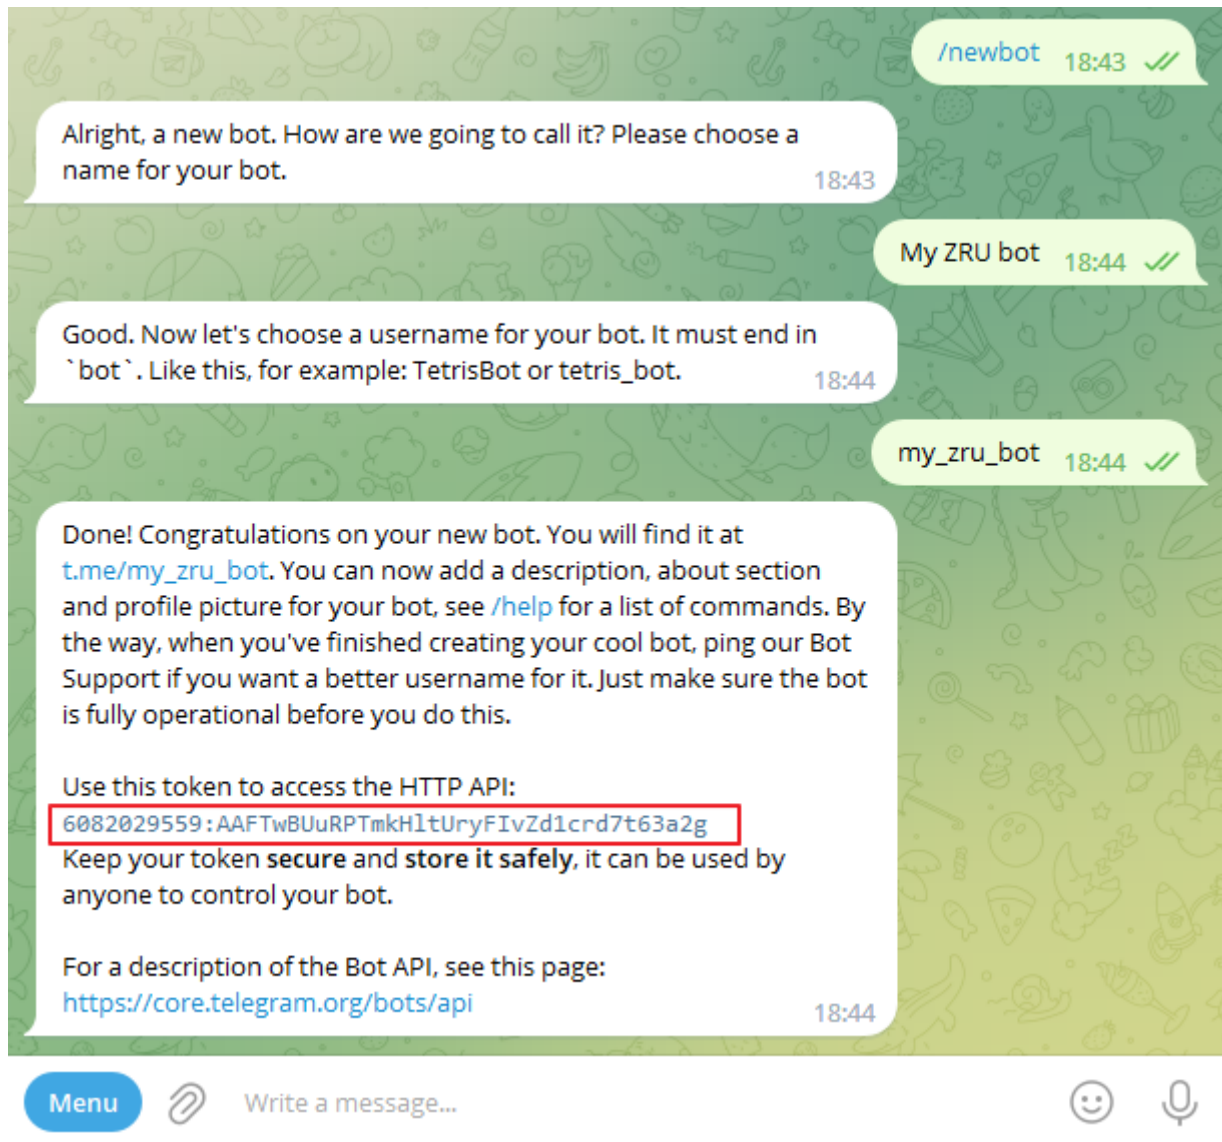 /newbot 18:43
Alright, a new bot. How are we going to call it? Please choose a
name for your bot. 18:43
My ZRU bot 18:44
Good. Now let's choose a username for your bot. It must end in
`bot`. Like this, for example: TetrisBot or tetris_bot. 18:44
my_zru_bot 18:44
Done! Congratulations on your new bot. You will find it at
t.me/my_zru_bot. You can now add a description, about section
and profile picture for your bot, see /help for a list of commands. By
the way, when you've finished creating your cool bot, ping our Bot
Support if you want a better username for it. Just make sure the bot
is fully operational before you do this.
Use this token to access the HTTP API:
6082029559:AAFTwBUuRPTmkHltUryFIvZd1crd7t63a2g
Keep your token secure and store it safely, it can be used by
anyone to control your bot.
For a description of the Bot API, see this page:
https://core.telegram.org/bots/api 18:44
Menu Write a message...